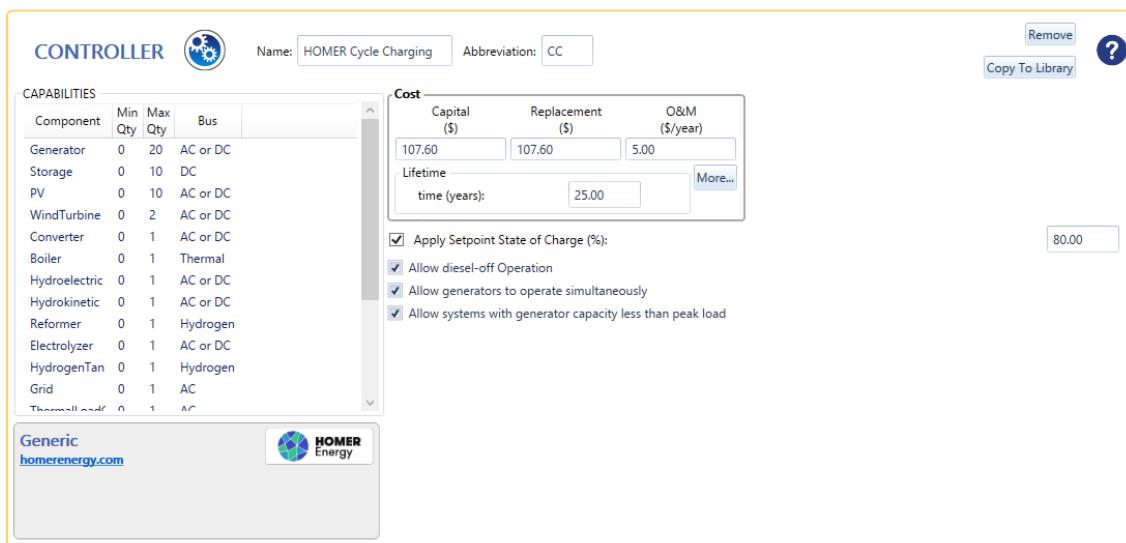 CONTROLLER
Name: HOMER Cycle Charging Abbreviation: CC
Remove
Copy To Library
?
CAPABILITIES
Component Min Qty Max Qty Bus
Generator 0 20 AC or DC
Storage 0 10 DC
PV 0 10 AC or DC
WindTurbine 0 2 AC or DC
Converter 0 1 AC or DC
Boiler 0 1 Thermal
Hydroelectric 0 1 AC or DC
Hydrokinetic 0 1 AC or DC
Reformer 0 1 Hydrogen
Electrolyzer 0 1 AC or DC
HydrogenTan 0 1 Hydrogen
Grid 0 1 AC
0 1 AC
Cost
Capital ($) Replacement ($) O&M ($/year)
107.60 107.60 5.00
Lifetime
time (years): 25.00
More...
Apply Setpoint State of Charge (%): 80.00
Allow diesel-off Operation
Allow generators to operate simultaneously
Allow systems with generator capacity less than peak load
Generic
homerenergy.com
HOMER
Energy